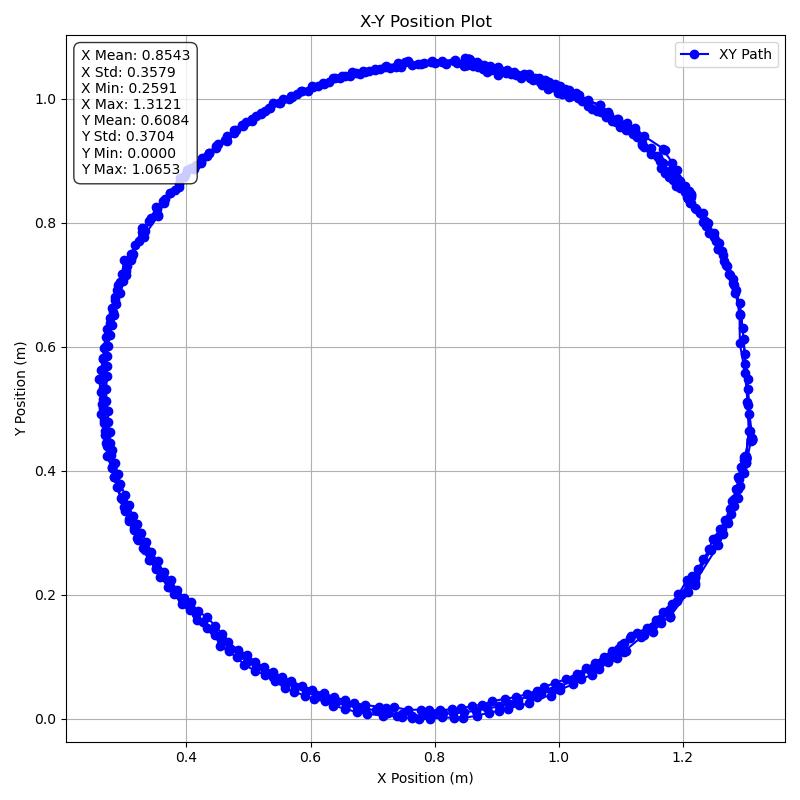 X-Y Position Plot
X Mean: 0.8543
X Std: 0.3579
X Min: 0.2591
X Max: 1.3121
Y Mean: 0.6084
Y Std: 0.3704
Y Min: 0.0000
Y Max: 1.0653
XY Path
Y Position (m)
1.0
0.8
0.6
0.4
0.2
0.0
0.4
0.6
0.8
1.0
1.2
X Position (m)